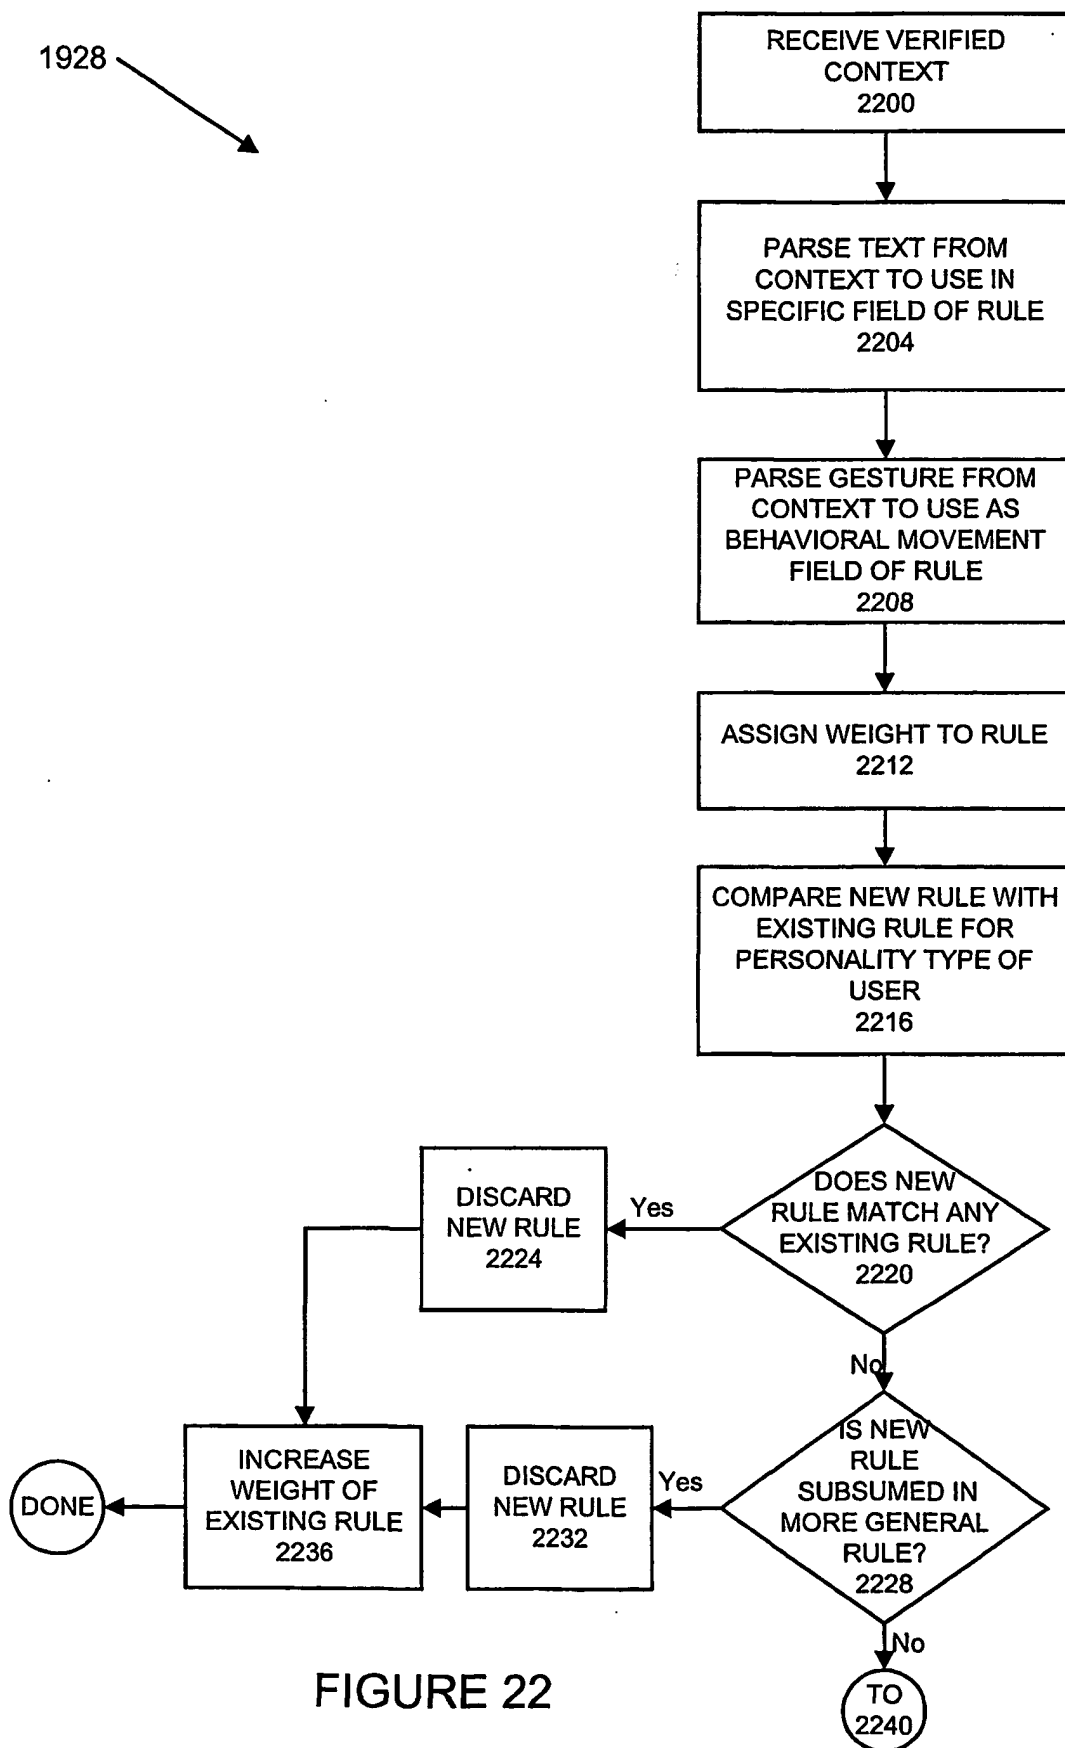 1928
RECEIVE VERIFIED
CONTEXT
2200
PARSE TEXT FROM
CONTEXT TO USE IN
SPECIFIC FIELD OF RULE
2204
PARSE GESTURE FROM
CONTEXT TO USE AS
BEHAVIORAL MOVEMENT
FIELD OF RULE
2208
ASSIGN WEIGHT TO RULE
2212
COMPARE NEW RULE WITH
EXISTING RULE FOR
PERSONALITY TYPE OF
USER
2216
DOES NEW
RULE MATCH ANY
EXISTING RULE?
2220
Yes
DISCARD
NEW RULE
2224
No
IS NEW
RULE
SUBSUMED IN
MORE GENERAL
RULE?
2228
Yes
DISCARD
NEW RULE
2232
INCREASE
WEIGHT OF
EXISTING RULE
2236
DONE
No
TO
2240
FIGURE 22